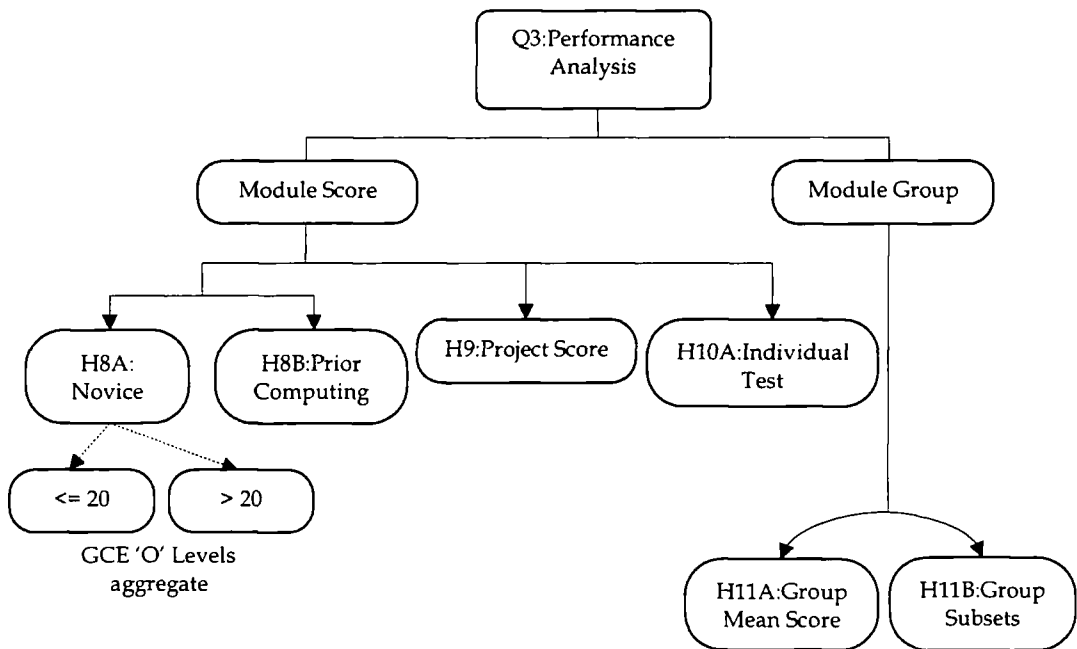 Q3:Performance
Analysis
Module Score
Module Group
H8A:
Novice
H8B:Prior
Computing
H9:Project Score
H10A:Individual
Test
<= 20
> 20
GCE 'O' Levels
aggregate
H11A:Group
Mean Score
H11B:Group
Subsets